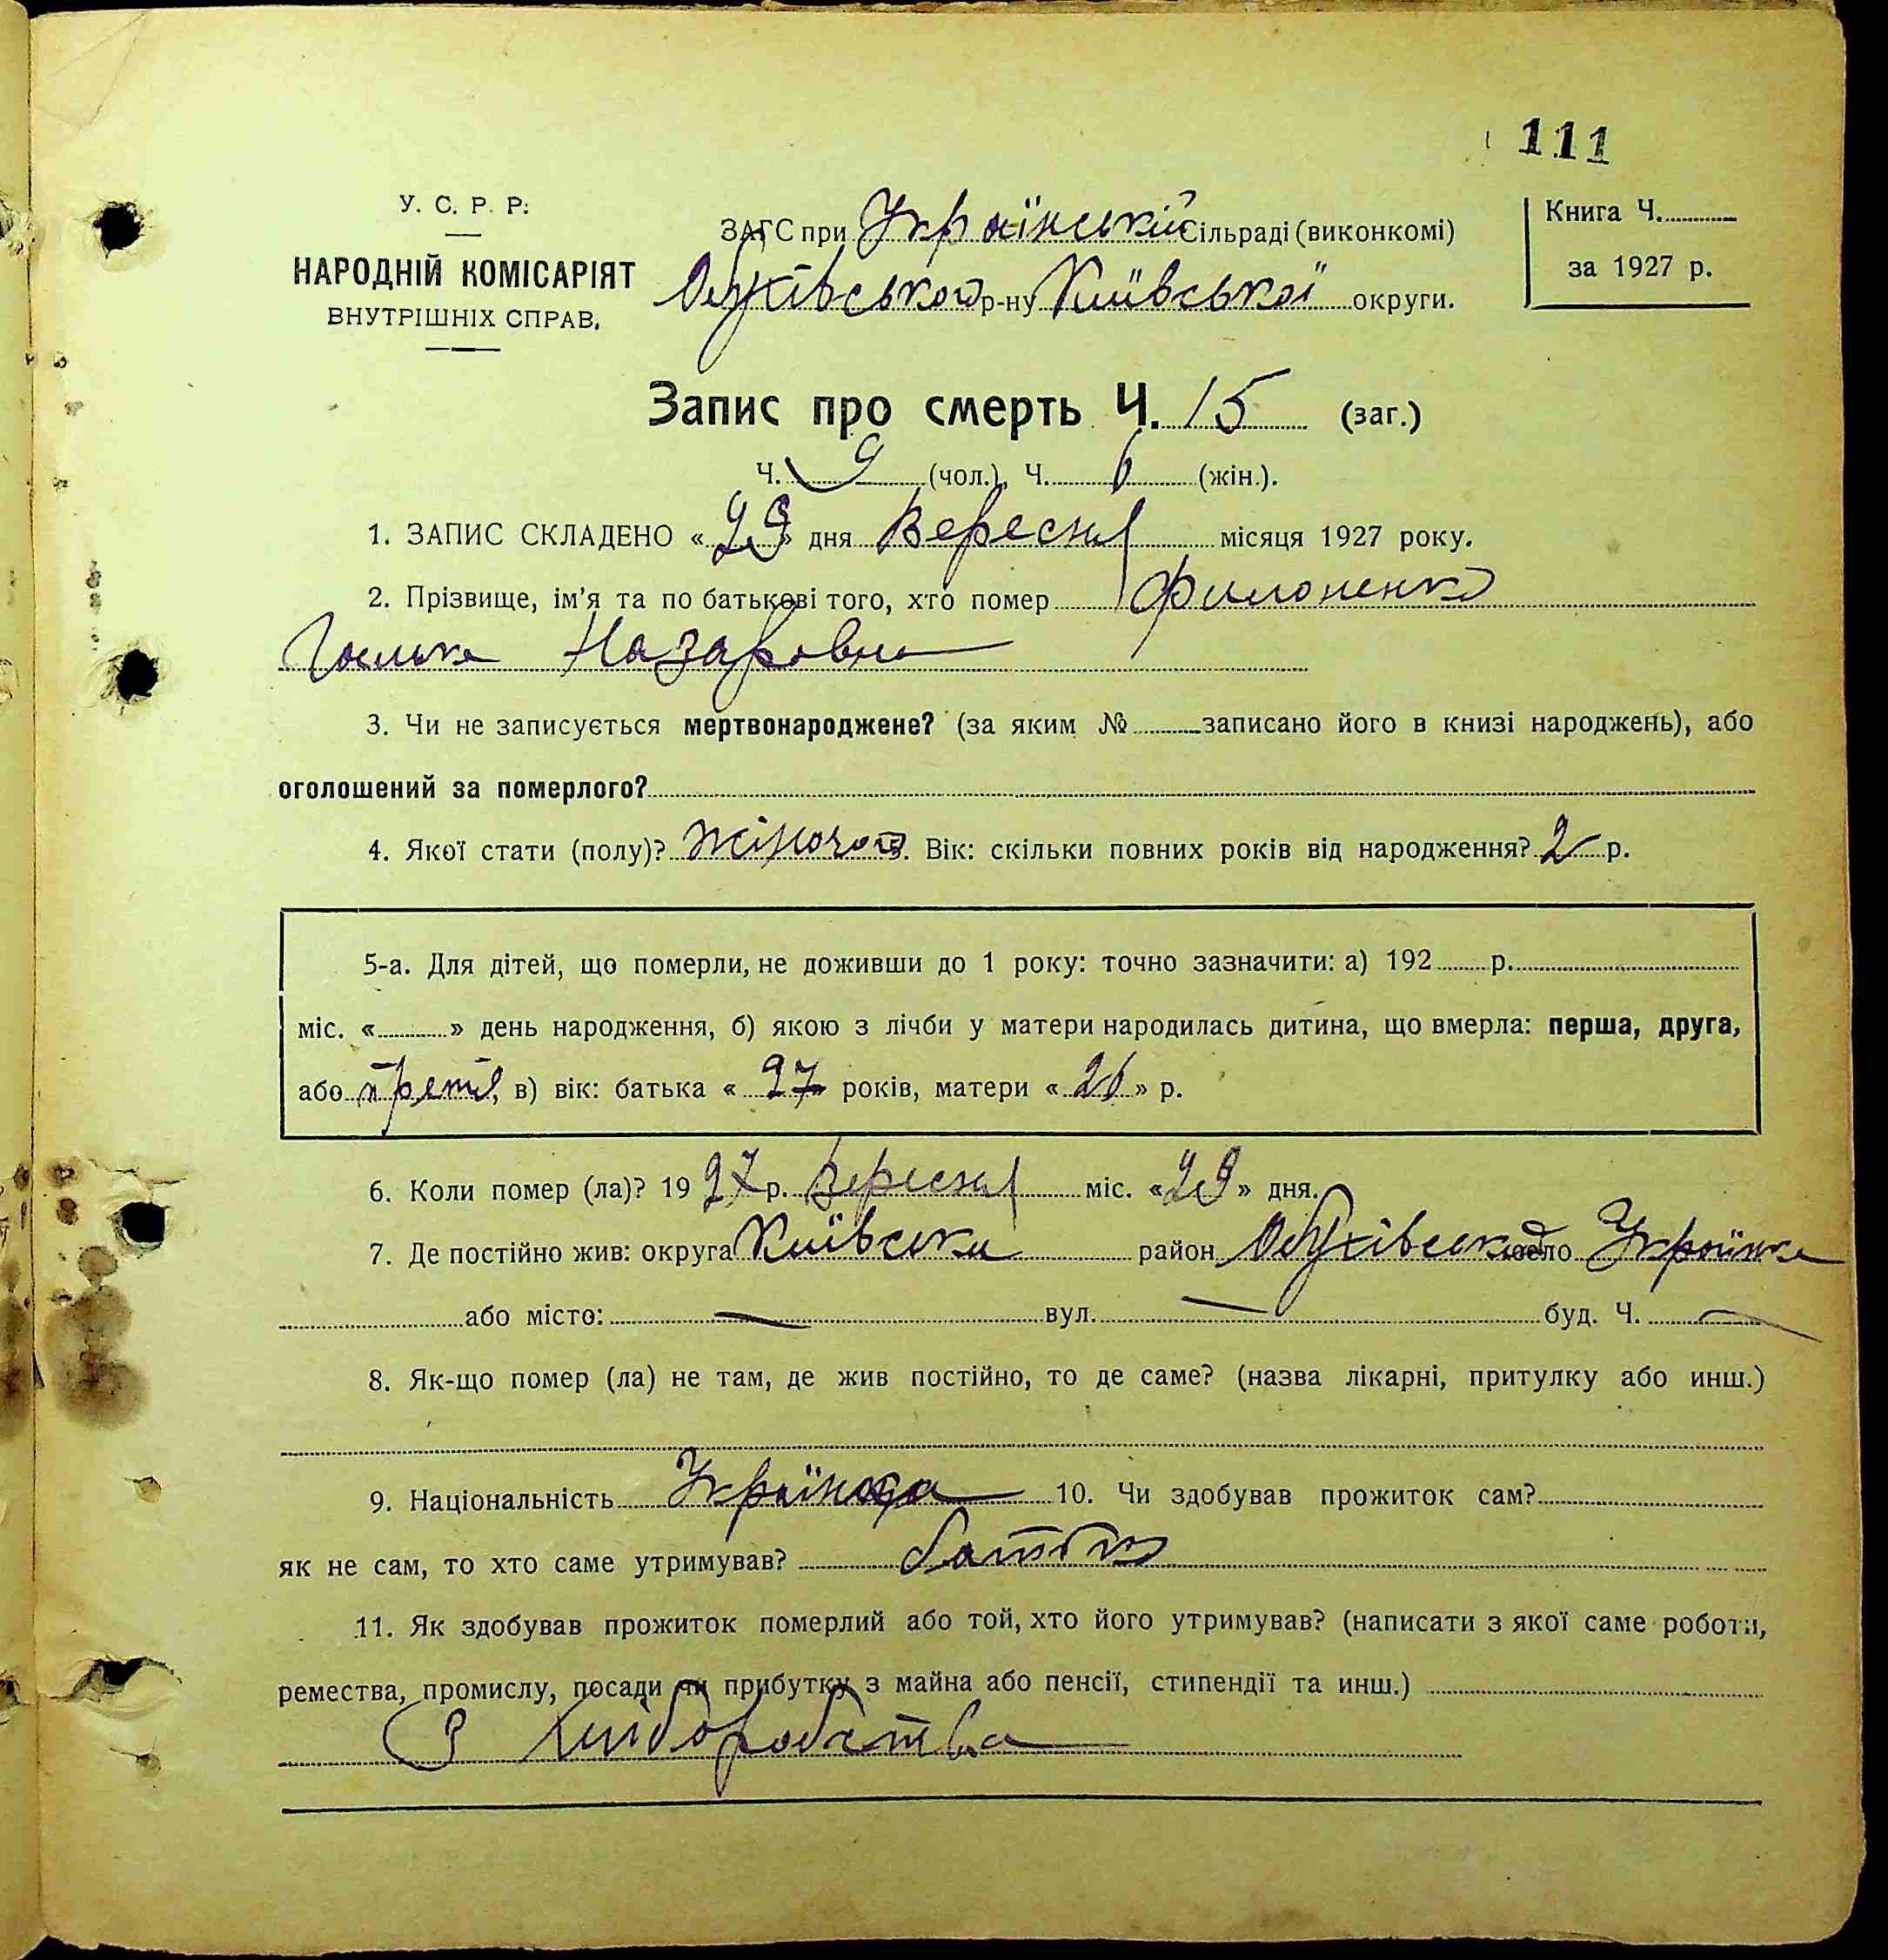 111
У. С. Р. Р.
НАРОДНІЙ КОМІСАРІЯТ
ВНУТРІШНІХ СПРАВ.
ЗАГС при Українській Сільраді (виконкомі)
Обухівського р-ну Київської округи.
Книга Ч.
за 1927 р.
Запис про смерть Ч. 15 (заг.)
Ч. 9 (чол.), Ч. 6 (жін.).
1. ЗАПИС СКЛАДЕНО « 29 » дня Вересня місяця 1927 року.
2. Прізвище, ім'я та по батькові того, хто помер Филоненко
Галька Назаровна
3. Чи не записується мертвонароджене? (за яким № записано його в книзі народжень), або
оголошений за померлого?
4. Якої стати (полу)? Жіночого. Вік: скільки повних років від народження? 2 р.
5-а. Для дітей, що померли, не доживши до 1 року: точно зазначити: а) 192 р.
міс. « » день народження, б) якою з лічби у матери народилась дитина, що вмерла: перша, друга,
або третя, в) вік: батька « 27 » років, матери « 26 » р.
6. Коли помер (ла)? 19 27 р. Вересня міс. « 29 » дня.
7. Де постійно жив: округа Київська район Обухівський село Українка
або місто: — вул. — буд. Ч. —
8. Як-що помер (ла) не там, де жив постійно, то де саме? (назва лікарні, притулку або инш.)
9. Національність Українка 10. Чи здобував прожиток сам?
як не сам, то хто саме утримував? батько
11. Як здобував прожиток померлий або той, хто його утримував? (написати з якої саме роботи,
ремества, промислу, посади чи прибутку з майна або пенсії, стипендії та инш.)
З хліборобства